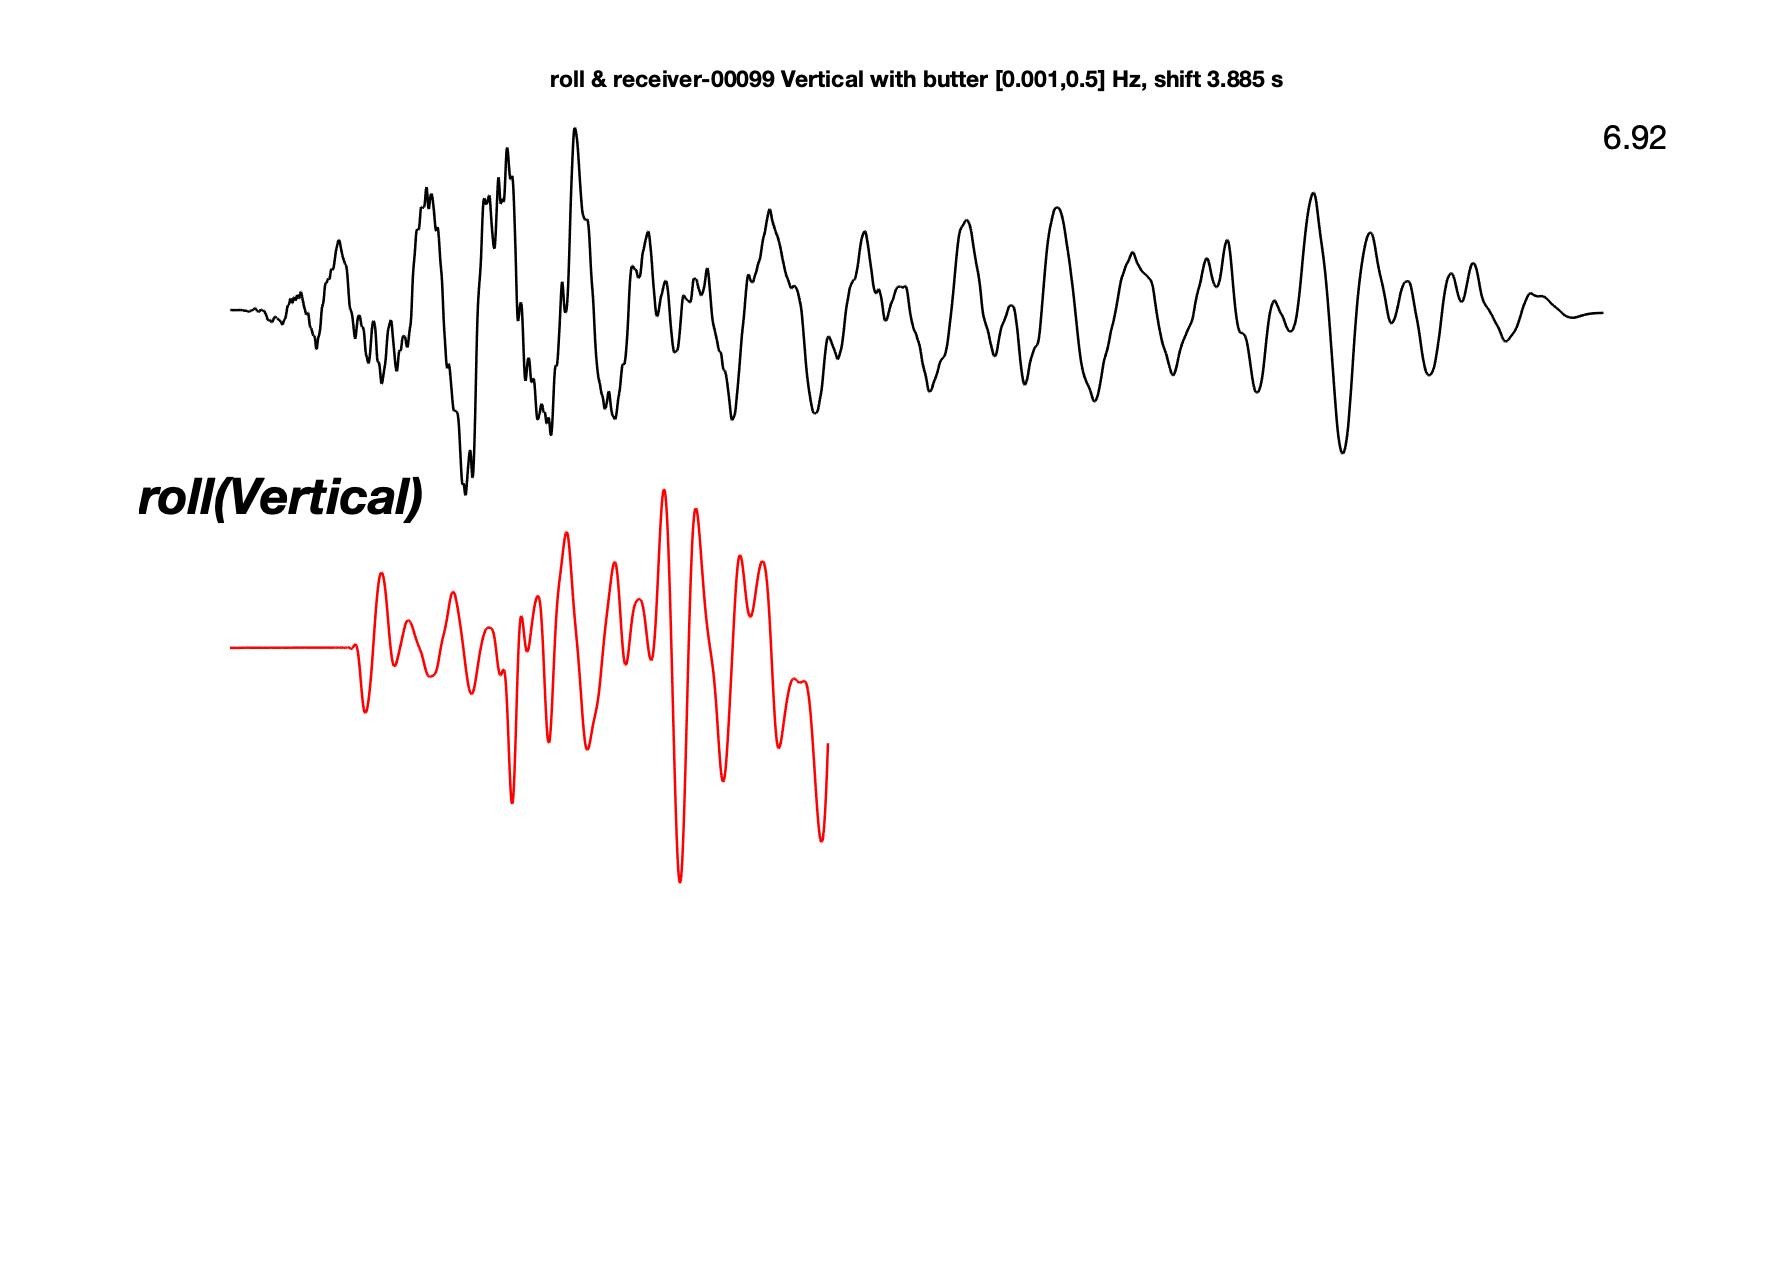 roll & receiver-00099 Vertical with butter [0.001,0.5] Hz, shift 3.885 s
6.92
roll(Vertical)